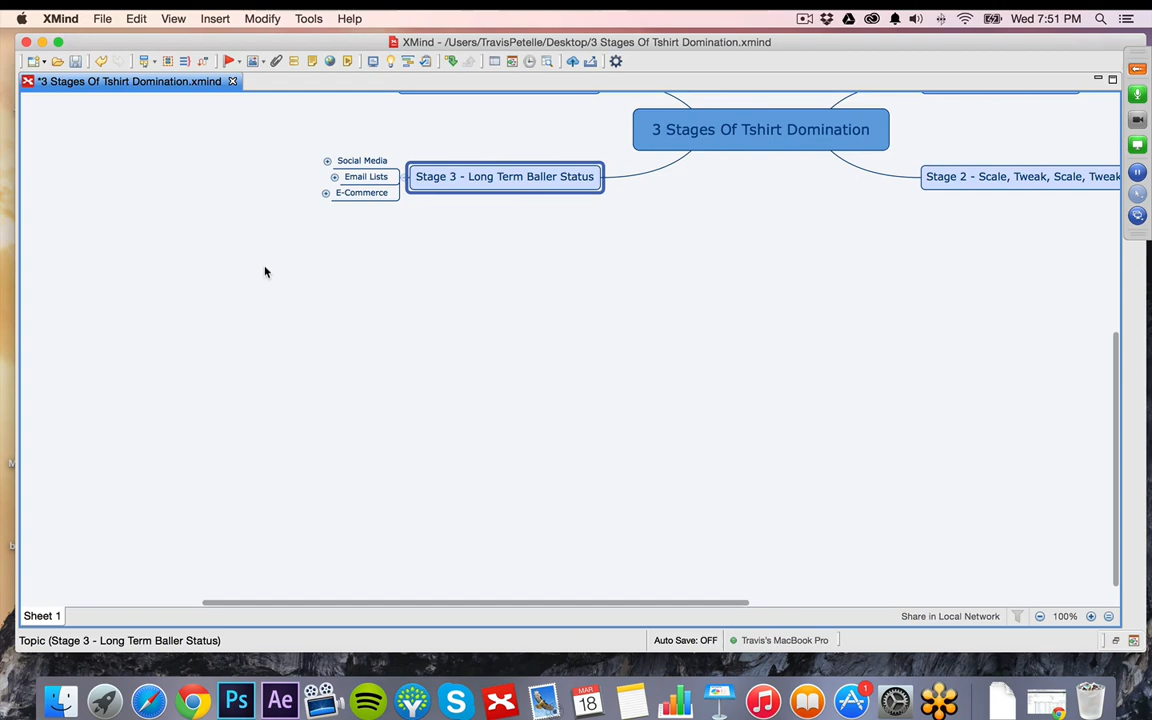 XMind File Edit View Insert Modify Tools Help Wed 7:51 PM
XMind - /Users/TravisPetelle/Desktop/3 Stages Of Tshirt Domination.xmind
*3 Stages Of Tshirt Domination.xmind
3 Stages Of Tshirt Domination
Social Media
Email Lists
E-Commerce
Stage 3 - Long Term Baller Status
Stage 2 - Scale, Tweak, Scale, Tweak
Sheet 1
Share in Local Network
100%
Topic (Stage 3 - Long Term Baller Status)
Auto Save: OFF
Travis's MacBook Pro
Ps
Ae
MAR
18
1